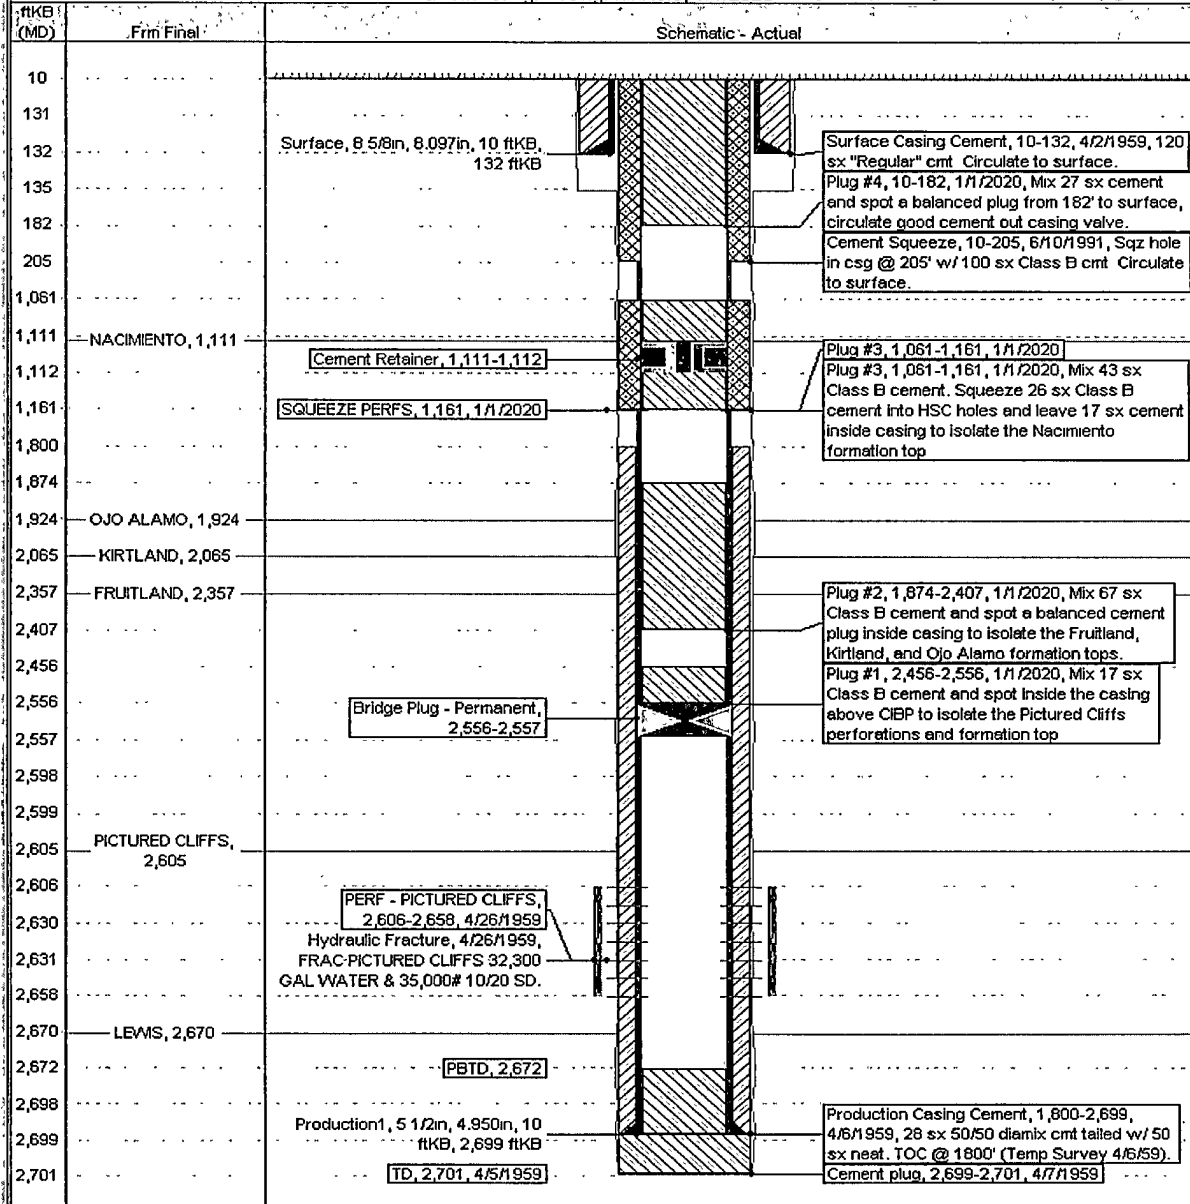 ftKB
(MD)
Frm Final
Schematic - Actual
10
131
132
135
182
205
1,061
1,111
1,112
1,161
1,800
1,874
1,924
2,065
2,357
2,407
2,456
2,556
2,557
2,598
2,599
2,605
2,606
2,630
2,631
2,658
2,670
2,672
2,698
2,699
2,701
NACIMIENTO, 1,111
OJO ALAMO, 1,924
KIRTLAND, 2,065
FRUITLAND, 2,357
PICTURED CLIFFS,
2,605
LEWIS, 2,670
Surface, 8 5/8in, 8.097in, 10 ftKB,
132 ftKB
Cement Retainer, 1,111-1,112
SQUEEZE PERFS, 1,161, 1/1/2020
Bridge Plug - Permanent,
2,556-2,557
PERF - PICTURED CLIFFS,
2,606-2,658, 4/26/1959
Hydraulic Fracture, 4/26/1959,
FRAC-PICTURED CLIFFS 32,300
GAL WATER & 35,000# 10/20 SD.
PBTD, 2,672
Production1, 5 1/2in, 4.950in, 10
ftKB, 2,699 ftKB
TD, 2,701, 4/5/1959
Surface Casing Cement, 10-132, 4/2/1959, 120
sx "Regular" cmt Circulate to surface.
Plug #4, 10-182, 1/1/2020, Mix 27 sx cement
and spot a balanced plug from 182' to surface,
circulate good cement out casing valve.
Cement Squeeze, 10-205, 6/10/1991, Sqz hole
in csg @ 205' w/ 100 sx Class B cmt Circulate
to surface.
Plug #3, 1,061-1,161, 1/1/2020
Plug #3, 1,061-1,161, 1/1/2020, Mix 43 sx
Class B cement. Squeeze 26 sx Class B
cement into HSC holes and leave 17 sx cement
inside casing to isolate the Nacimiento
formation top
Plug #2, 1,874-2,407, 1/1/2020, Mix 67 sx
Class B cement and spot a balanced cement
plug inside casing to isolate the Fruitland,
Kirtland, and Ojo Alamo formation tops.
Plug #1, 2,456-2,556, 1/1/2020, Mix 17 sx
Class B cement and spot inside the casing
above CIBP to isolate the Pictured Cliffs
perforations and formation top
Production Casing Cement, 1,800-2,699,
4/6/1959, 28 sx 50/50 diamix cmt tailed w/ 50
sx neat. TOC @ 1800' (Temp Survey 4/6/59).
Cement plug, 2,699-2,701, 4/7/1959